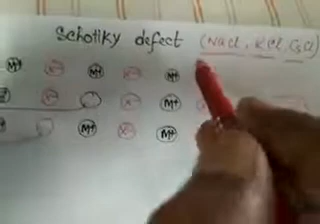 Schottky defect (NaCl, KCl, CsCl)
M+ X- M+ X- M+
X- X- M+
M+ X- M+